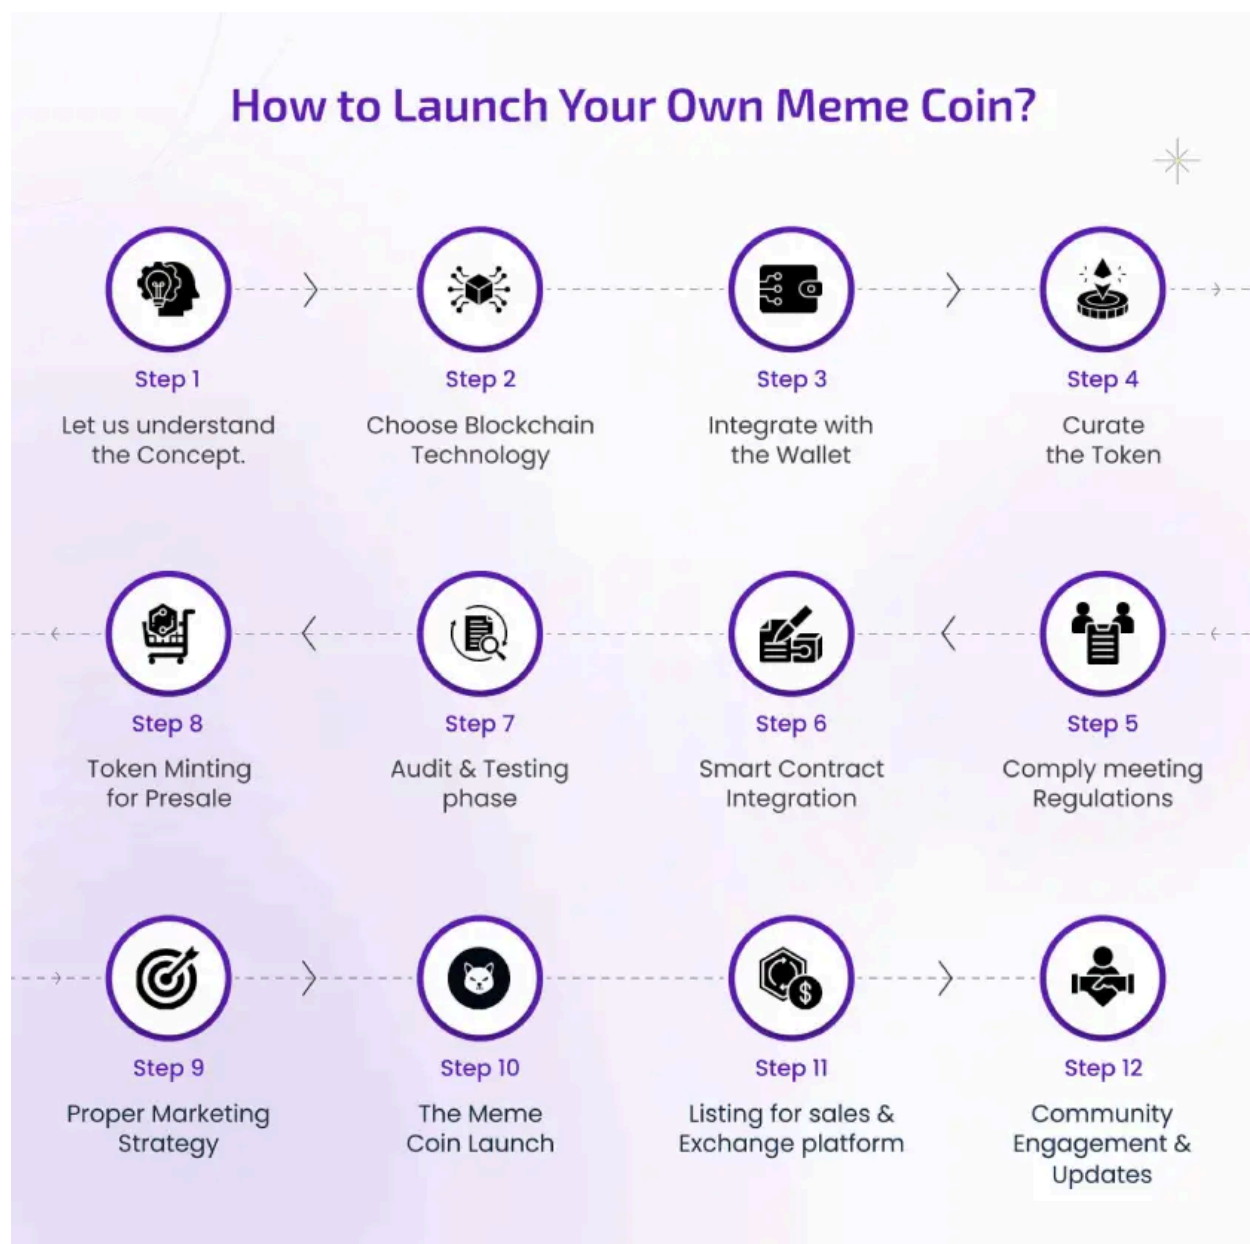 How to Launch Your Own Meme Coin?
Step 1
Let us understand
the Concept.
Step 2
Choose Blockchain
Technology
Step 3
Integrate with
the Wallet
Step 4
Curate
the Token
Step 5
Comply meeting
Regulations
Step 6
Smart Contract
Integration
Step 7
Audit & Testing
phase
Step 8
Token Minting
for Presale
Step 9
Proper Marketing
Strategy
Step 10
The Meme
Coin Launch
Step 11
Listing for sales &
Exchange platform
Step 12
Community
Engagement &
Updates